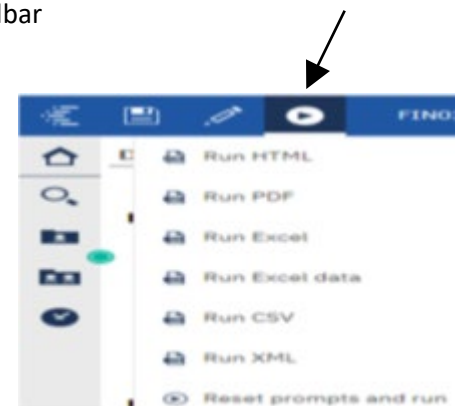 lbar
FINO
Run HTML
Run PDF
Run Excel
Run Excel data
Run CSV
Run XML
Reset prompts and run